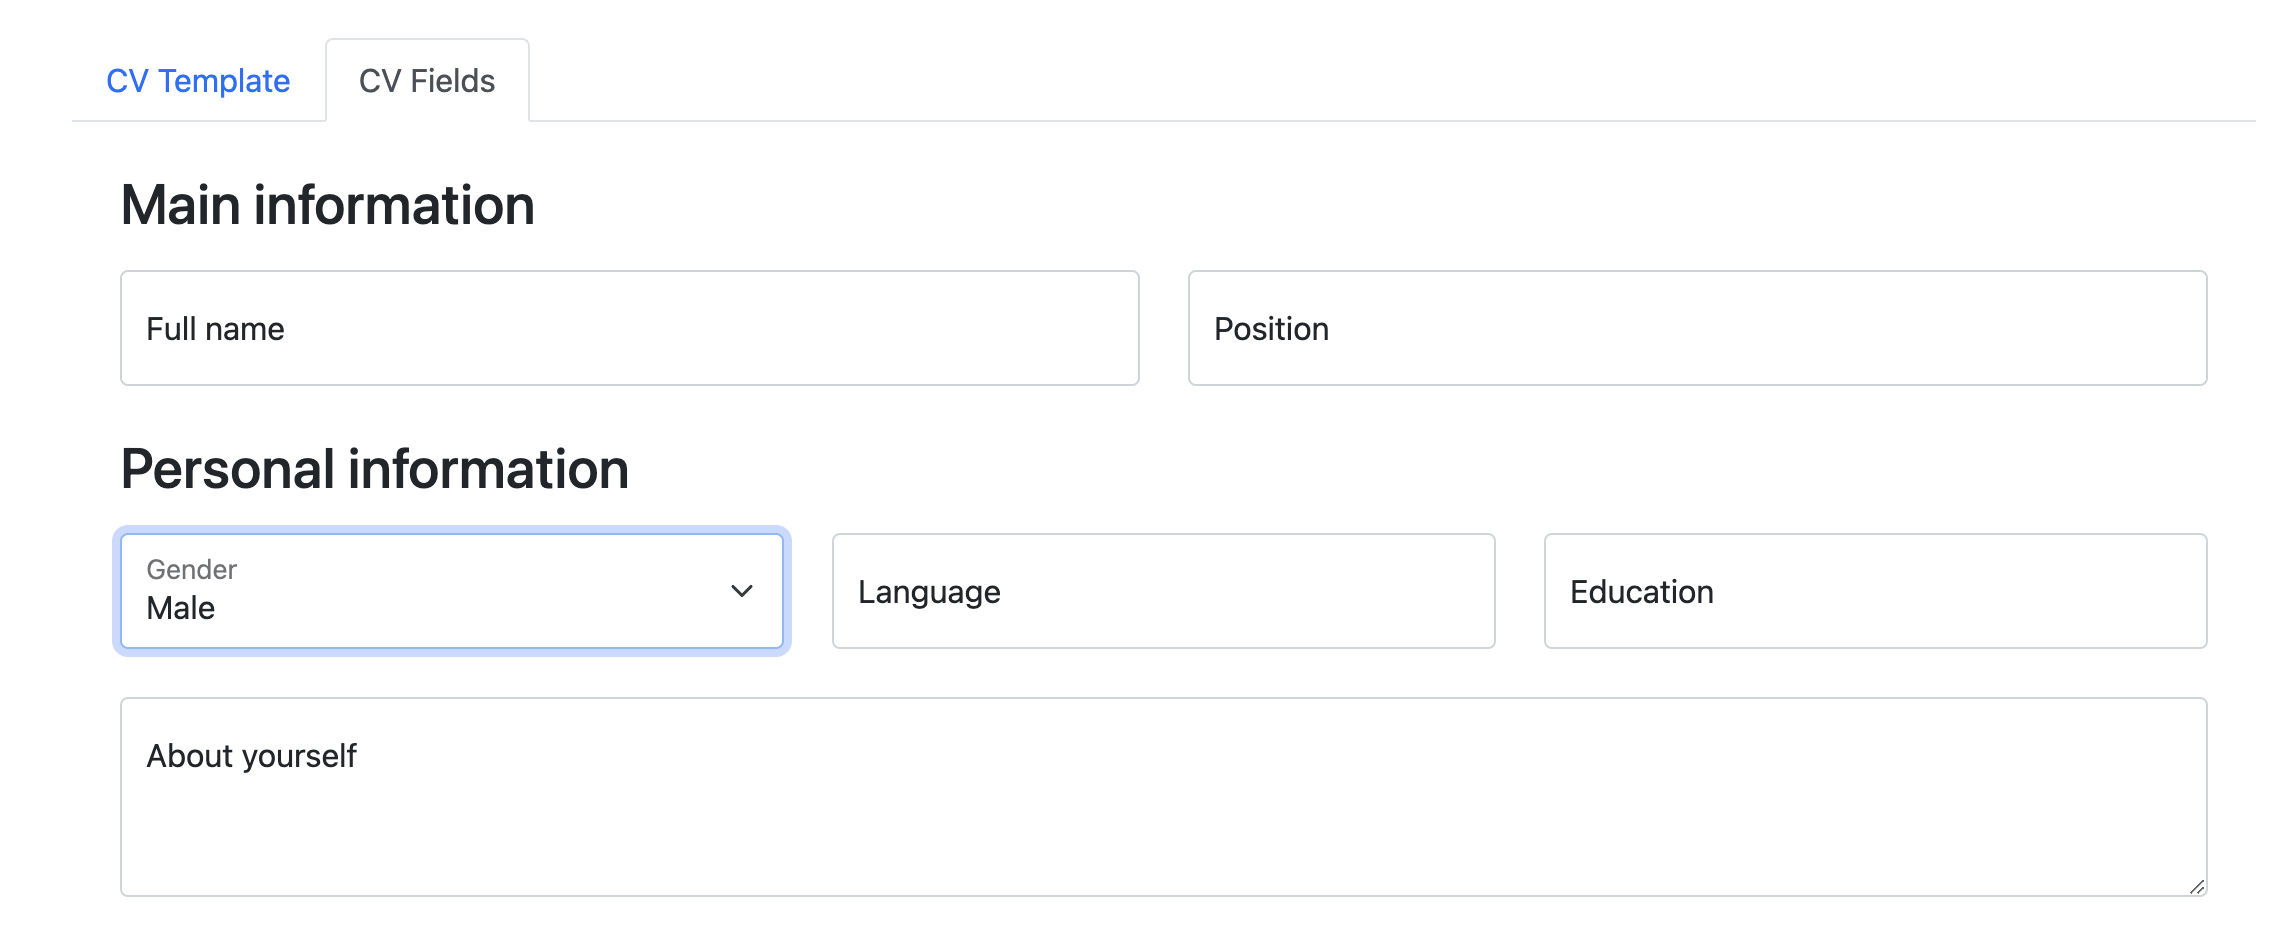 CV Template
CV Fields
Main information
Full name
Position
Personal information
Gender
Male
Language
Education
About yourself